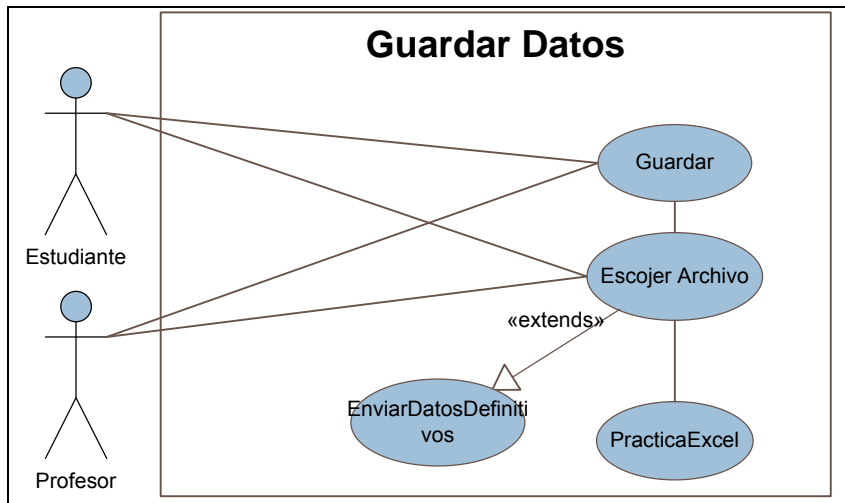 Guardar Datos
Guardar
Estudiante
Escojer Archivo
«extends»
EnviarDatosDefiniti
vos
PracticaExcel
Profesor